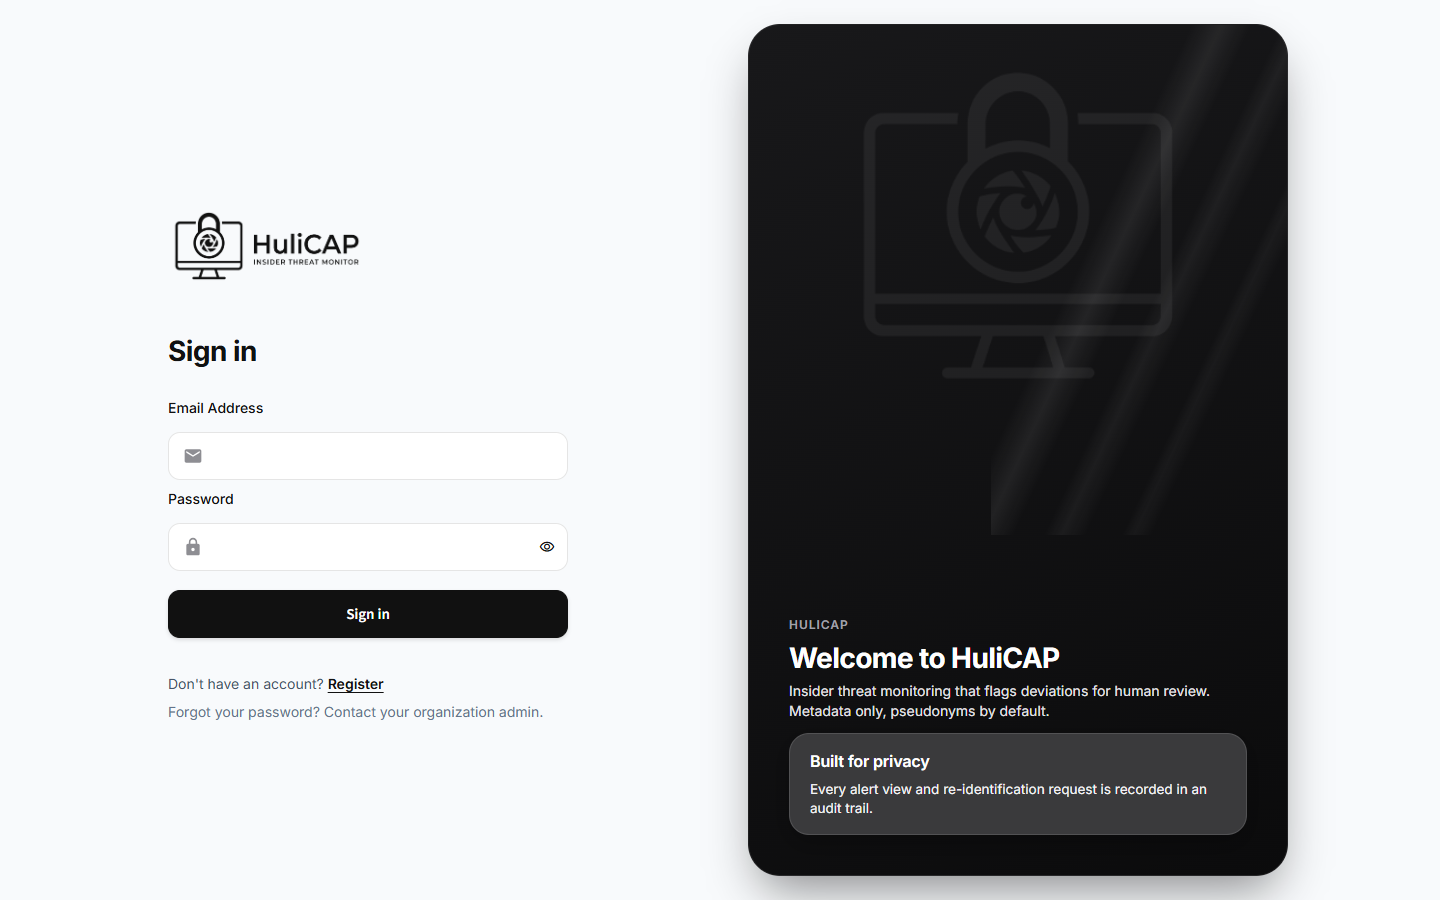 HuliCAP
INSIDER THREAT MONITOR
Sign in
Email Address
Password
Sign in
Don't have an account? Register
Forgot your password? Contact your organization admin.
HULICAP
Welcome to HuliCAP
Insider threat monitoring that flags deviations for human review.
Metadata only, pseudonyms by default.
Built for privacy
Every alert view and re-identification request is recorded in an
audit trail.